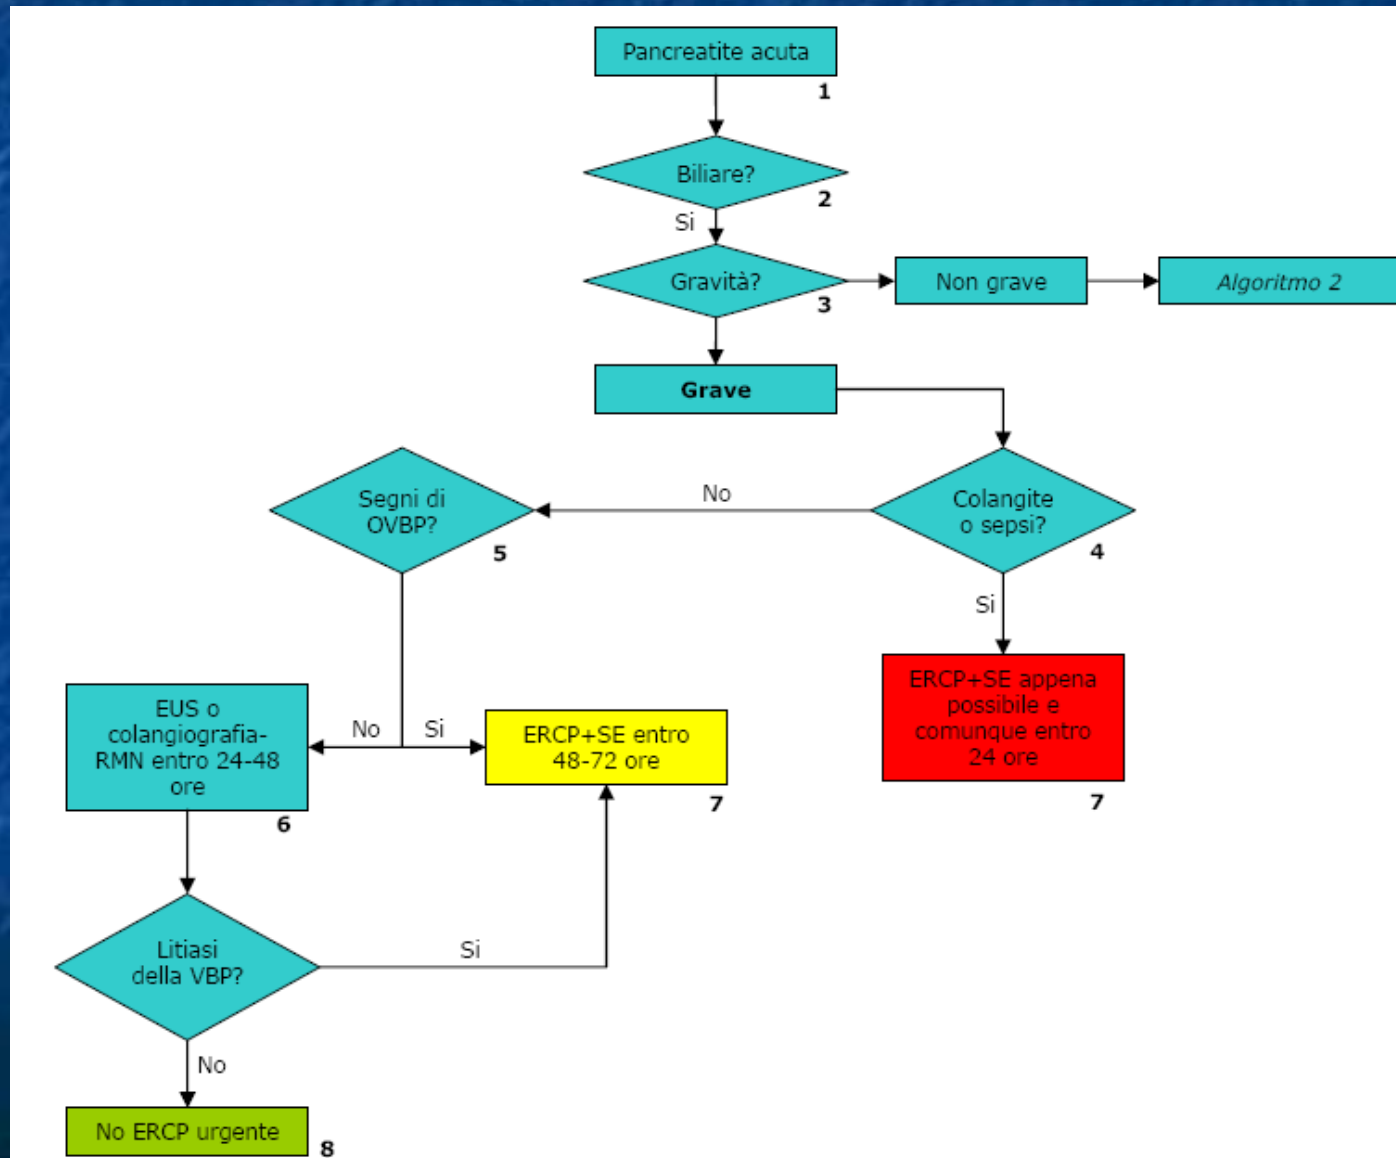 Pancreatite acuta
1
Biliare?
2
Si
Gravità?
3
Non grave
Algoritmo 2
Grave
Segni di
OVBP?
5
No
Colangite
o sepsi?
4
Si
ERCP+SE appena
possibile e
comunque entro
24 ore
7
EUS o
colangiografia-
RMN entro 24-48
ore
6
No
Si
ERCP+SE entro
48-72 ore
7
Litiasi
della VBP?
Si
No
No ERCP urgente
8